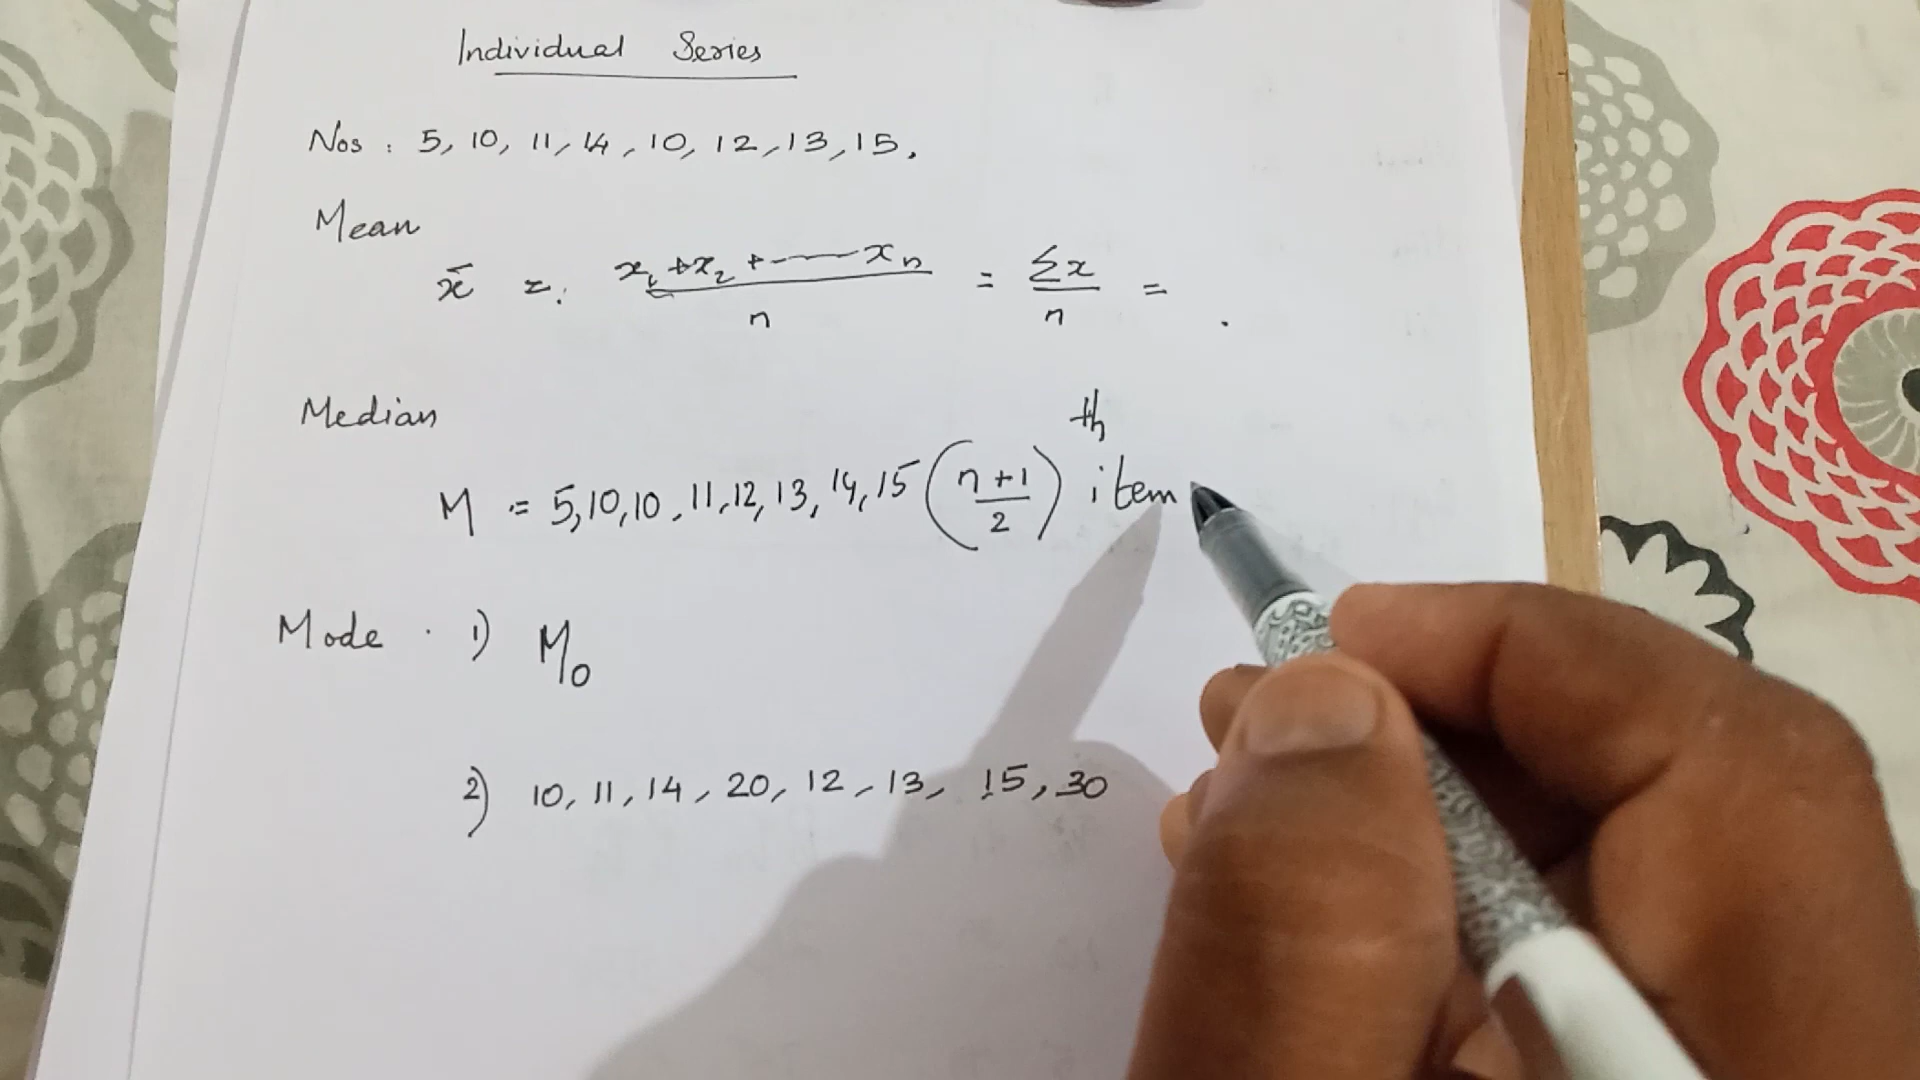 Individual Series
Nos : 5, 10, 11, 14, 10, 12, 13, 15.
Mean
x̄ = x₁ + x₂ + ------ xₙ / n = Σx / n =
Median
M = 5, 10, 10, 11, 12, 13, 14, 15 (n+1 / 2)th item
Mode . 1) M₀
2) 10, 11, 14, 20, 12, 13, 15, 30